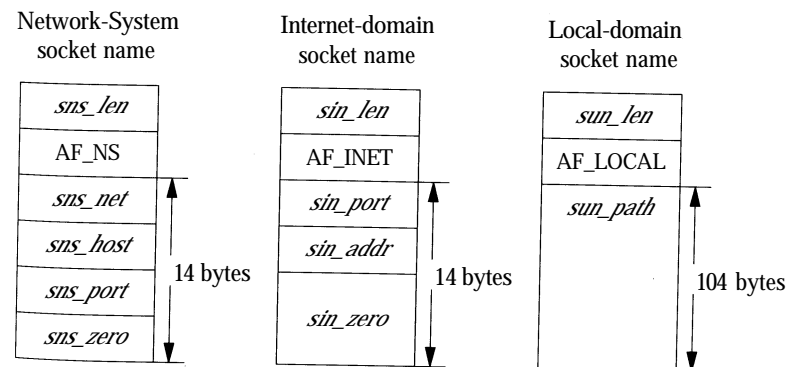 Network-System
socket name
sns_len
AF_NS
sns_net
sns_host
sns_port
sns_zero
14 bytes
Internet-domain
socket name
sin_len
AF_INET
sin_port
sin_addr
sin_zero
14 bytes
Local-domain
socket name
sun_len
AF_LOCAL
sun_path
104 bytes